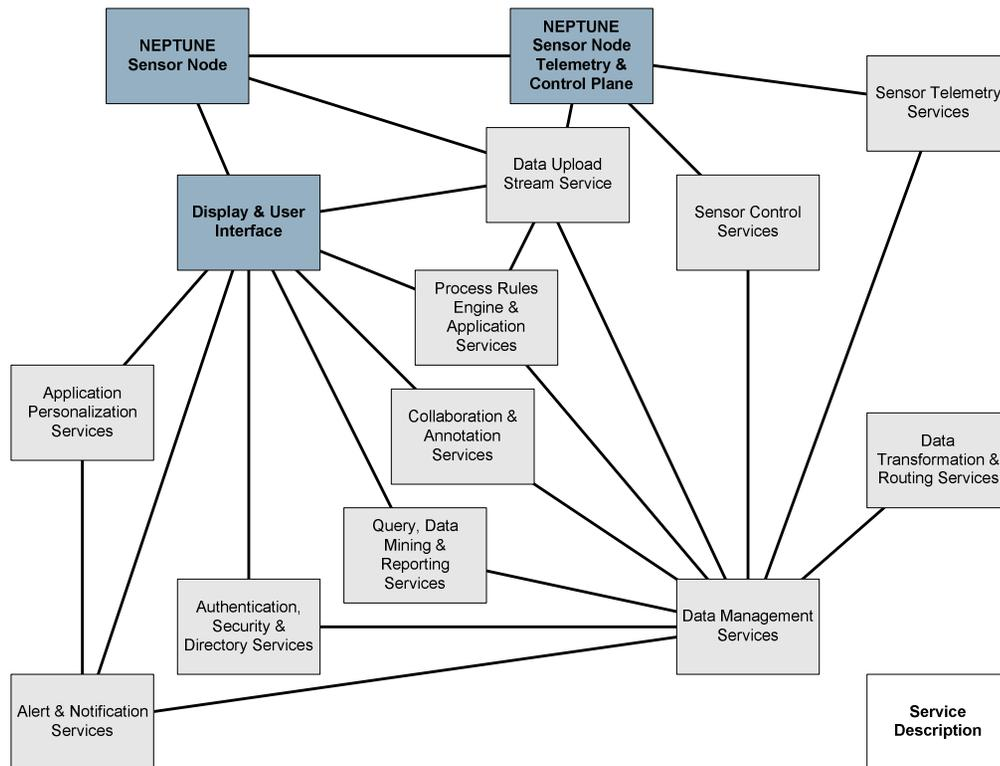 NEPTUNE
Sensor Node
NEPTUNE
Sensor Node
Telemetry &
Control Plane
Sensor Telemetry
Services
Data Upload
Stream Service
Display & User
Interface
Sensor Control
Services
Process Rules
Engine &
Application
Services
Application
Personalization
Services
Collaboration &
Annotation
Services
Data
Transformation &
Routing Services
Query, Data
Mining &
Reporting
Services
Authentication,
Security &
Directory Services
Data Management
Services
Alert & Notification
Services
Service
Description